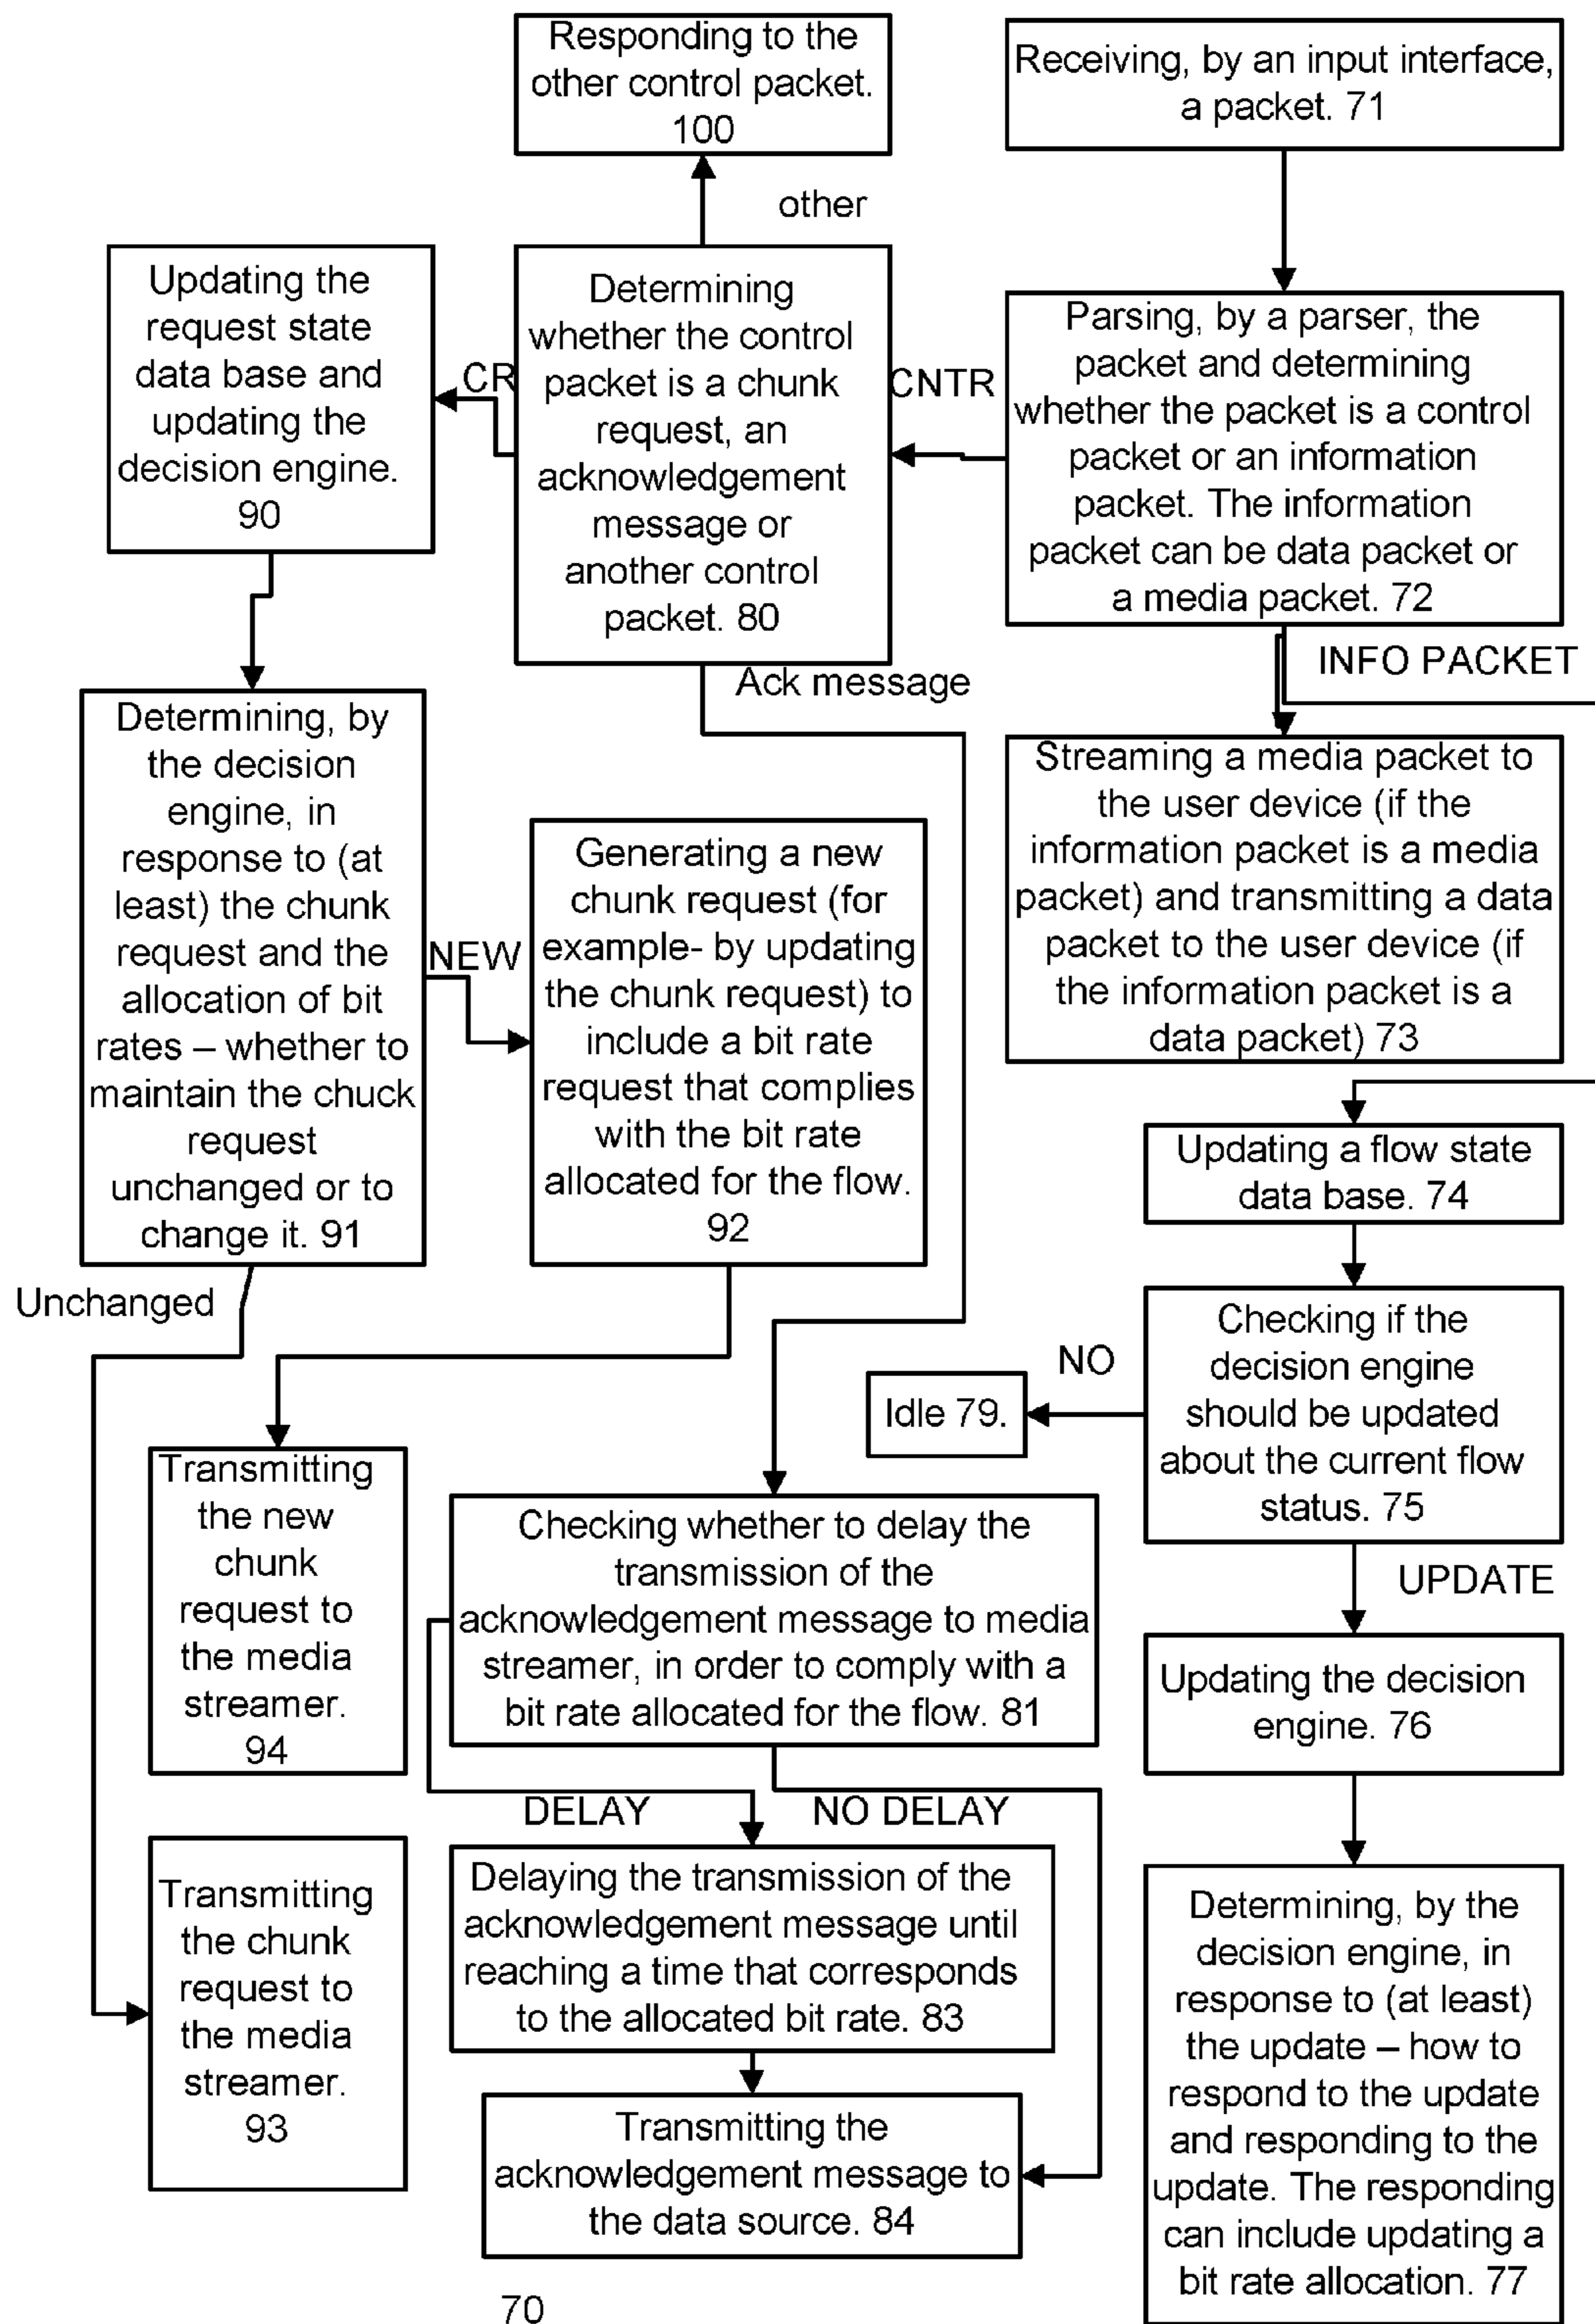 Responding to the
other control packet.
100
Receiving, by an input interface,
a packet. 71
other
Updating the
request state
data base and
updating the
decision engine.
90
CR
Determining
whether the control
packet is a chunk
request, an
acknowledgement
message or
another control
packet. 80
CNTR
Parsing, by a parser, the
packet and determining
whether the packet is a control
packet or an information
packet. The information
packet can be data packet or
a media packet. 72
INFO PACKET
Ack message
Determining, by
the decision
engine, in
response to (at
least) the chunk
request and the
allocation of bit
rates – whether to
maintain the chuck
request
unchanged or to
change it. 91
NEW
Generating a new
chunk request (for
example- by updating
the chunk request) to
include a bit rate
request that complies
with the bit rate
allocated for the flow.
92
Streaming a media packet to
the user device (if the
information packet is a media
packet) and transmitting a data
packet to the user device (if
the information packet is a
data packet) 73
Updating a flow state
data base. 74
Unchanged
NO
Idle 79.
Checking if the
decision engine
should be updated
about the current flow
status. 75
Transmitting
the new
chunk
request to
the media
streamer.
94
Checking whether to delay the
transmission of the
acknowledgement message to media
streamer, in order to comply with a
bit rate allocated for the flow. 81
UPDATE
Updating the decision
engine. 76
DELAY
NO DELAY
Transmitting
the chunk
request to
the media
streamer.
93
Delaying the transmission of the
acknowledgement message until
reaching a time that corresponds
to the allocated bit rate. 83
Determining, by the
decision engine, in
response to (at least)
the update – how to
respond to the update
and responding to the
update. The responding
can include updating a
bit rate allocation. 77
Transmitting the
acknowledgement message to
the data source. 84
70